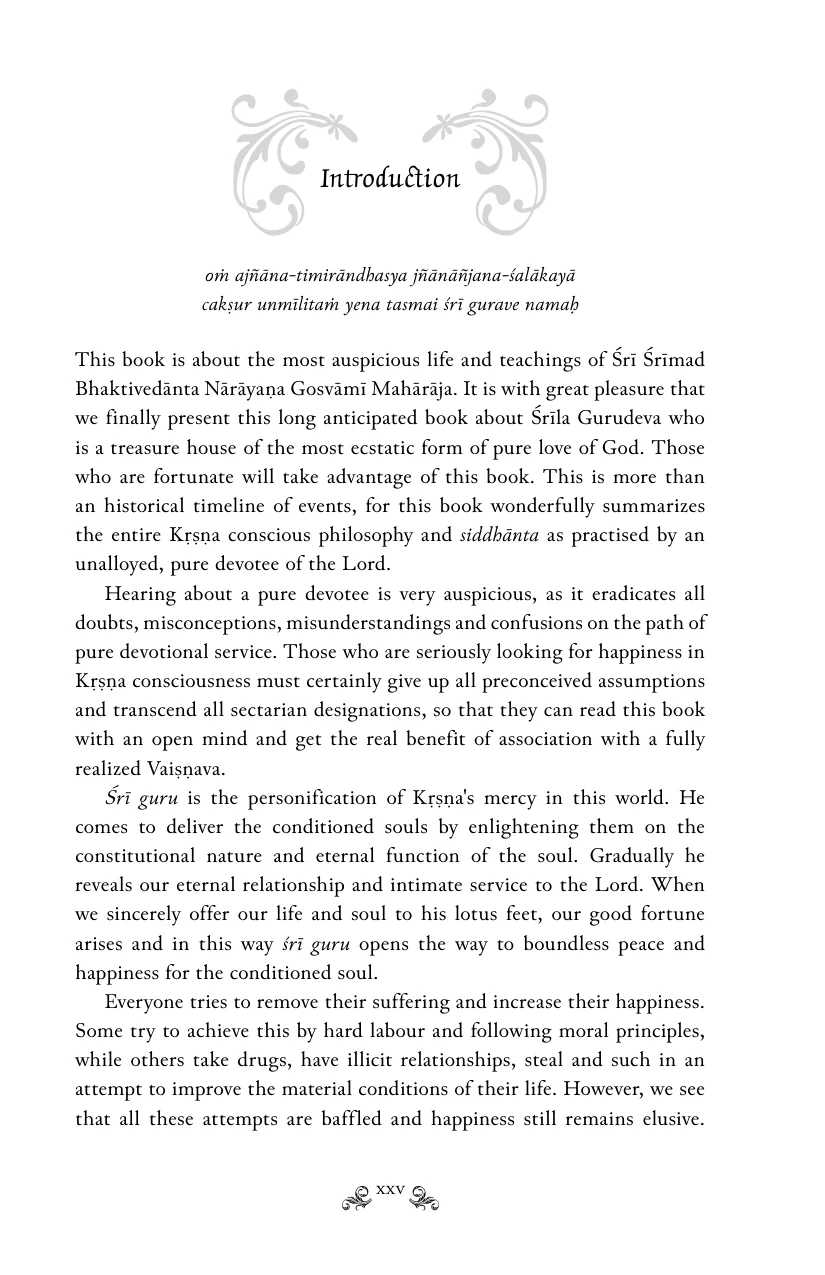 Introduction
oṁ ajñāna-timirāndhasya jñānāñjana-śalākayā
cakṣur unmīlitaṁ yena tasmai śrī gurave namaḥ
This book is about the most auspicious life and teachings of Śrī Śrīmad
Bhaktivedānta Nārāyaṇa Gosvāmī Mahārāja. It is with great pleasure that
we finally present this long anticipated book about Śrīla Gurudeva who
is a treasure house of the most ecstatic form of pure love of God. Those
who are fortunate will take advantage of this book. This is more than
an historical timeline of events, for this book wonderfully summarizes
the entire Kṛṣṇa conscious philosophy and siddhānta as practised by an
unalloyed, pure devotee of the Lord.
Hearing about a pure devotee is very auspicious, as it eradicates all
doubts, misconceptions, misunderstandings and confusions on the path of
pure devotional service. Those who are seriously looking for happiness in
Kṛṣṇa consciousness must certainly give up all preconceived assumptions
and transcend all sectarian designations, so that they can read this book
with an open mind and get the real benefit of association with a fully
realized Vaiṣṇava.
Śrī guru is the personification of Kṛṣṇa's mercy in this world. He
comes to deliver the conditioned souls by enlightening them on the
constitutional nature and eternal function of the soul. Gradually he
reveals our eternal relationship and intimate service to the Lord. When
we sincerely offer our life and soul to his lotus feet, our good fortune
arises and in this way śrī guru opens the way to boundless peace and
happiness for the conditioned soul.
Everyone tries to remove their suffering and increase their happiness.
Some try to achieve this by hard labour and following moral principles,
while others take drugs, have illicit relationships, steal and such in an
attempt to improve the material conditions of their life. However, we see
that all these attempts are baffled and happiness still remains elusive.
xxv